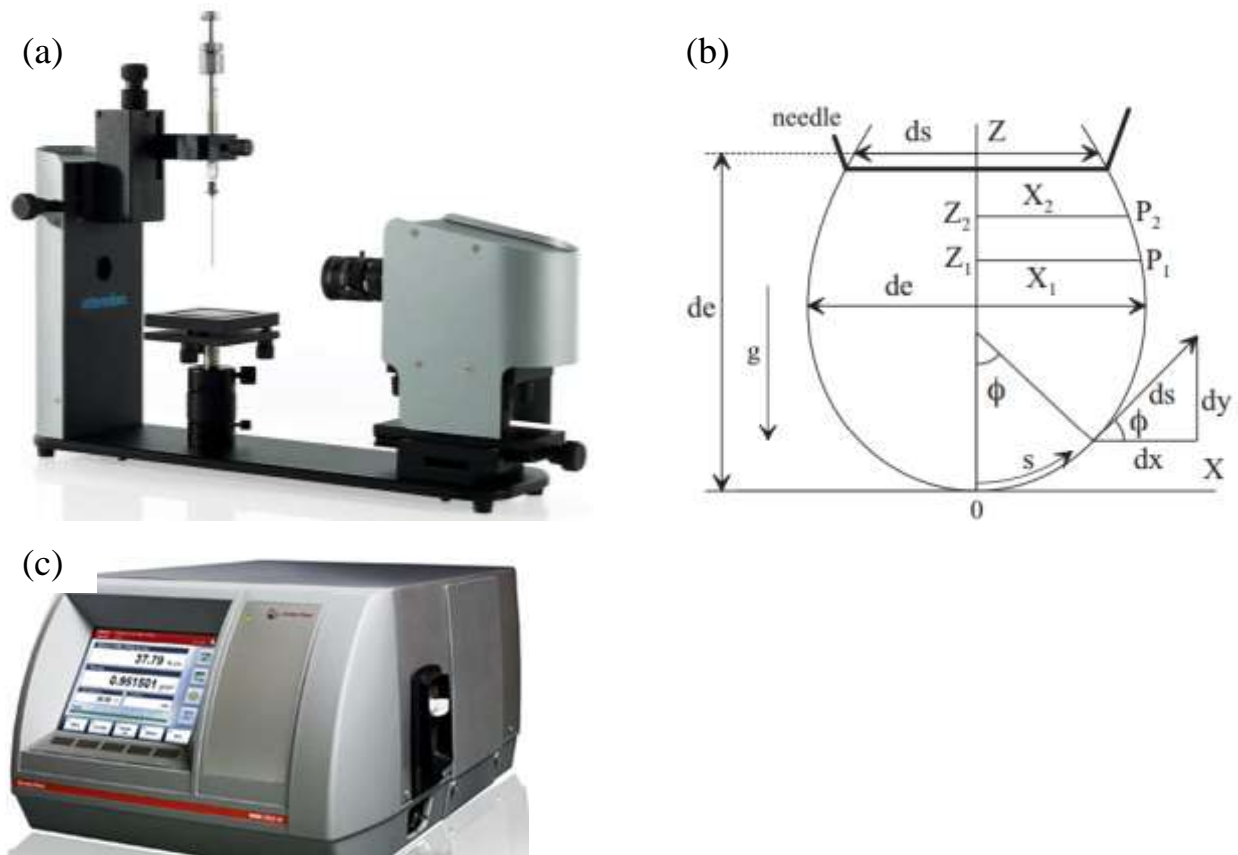 (a)
(b)
needle
ds
Z
X2
Z2
P2
Z1
P1
X1
de
de
g
ϕ
ds
dy
ϕ
s
dx
X
0
(c)
37.79
0.951501